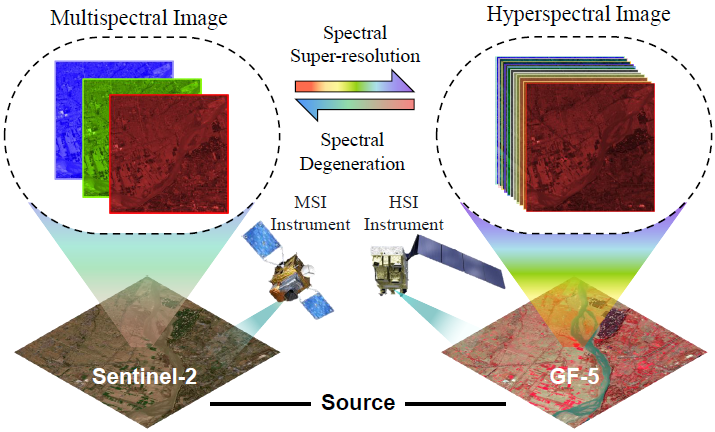 Multispectral Image
Hyperspectral Image
Spectral
Super-resolution
Spectral
Degeneration
MSI
Instrument
HSI
Instrument
Sentinel-2
GF-5
Source